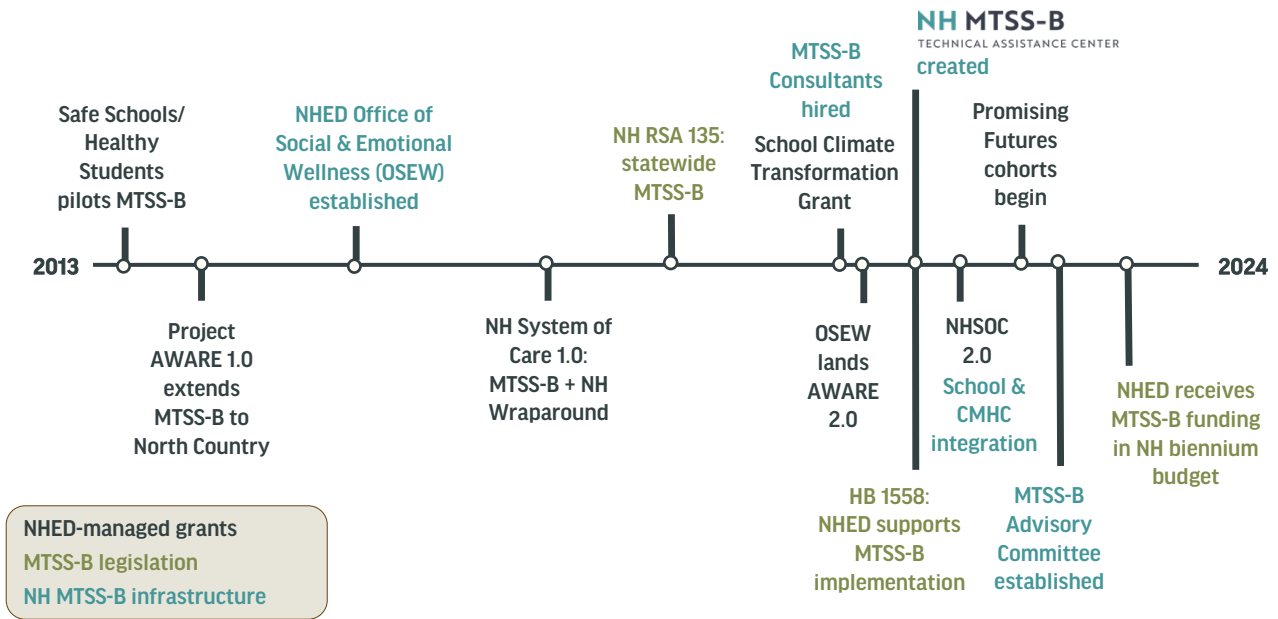 NH MTSS-B
TECHNICAL ASSISTANCE CENTER
created
MTSS-B
Consultants
hired
School Climate
Transformation
Grant
Safe Schools/
Healthy
Students
pilots MTSS-B
NHED Office of
Social & Emotional
Wellness (OSEW)
established
NH RSA 135:
statewide
MTSS-B
Promising
Futures
cohorts
begin
2013
2024
Project
AWARE 1.0
extends
MTSS-B to
North Country
NH System of
Care 1.0:
MTSS-B + NH
Wraparound
OSEW
lands
AWARE
2.0
NHSOC
2.0
School &
CMHC
integration
NHED receives
MTSS-B funding
in NH biennium
budget
HB 1558:
NHED supports
MTSS-B
implementation
MTSS-B
Advisory
Committee
established
NHED-managed grants
MTSS-B legislation
NH MTSS-B infrastructure